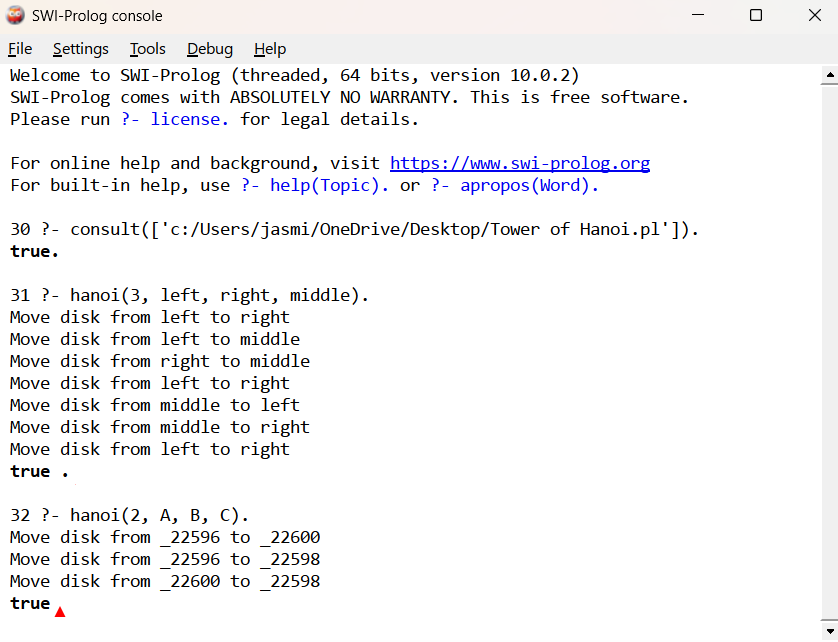 SWI-Prolog console
File Settings Tools Debug Help
Welcome to SWI-Prolog (threaded, 64 bits, version 10.0.2)
SWI-Prolog comes with ABSOLUTELY NO WARRANTY. This is free software.
Please run ?- license. for legal details.
For online help and background, visit https://www.swi-prolog.org
For built-in help, use ?- help(Topic). or ?- apropos(Word).
30 ?- consult(['c:/Users/jasmi/OneDrive/Desktop/Tower of Hanoi.pl']).
true.
31 ?- hanoi(3, left, right, middle).
Move disk from left to right
Move disk from left to middle
Move disk from right to middle
Move disk from left to right
Move disk from middle to left
Move disk from middle to right
Move disk from left to right
true .
32 ?- hanoi(2, A, B, C).
Move disk from _22596 to _22600
Move disk from _22596 to _22598
Move disk from _22600 to _22598
true